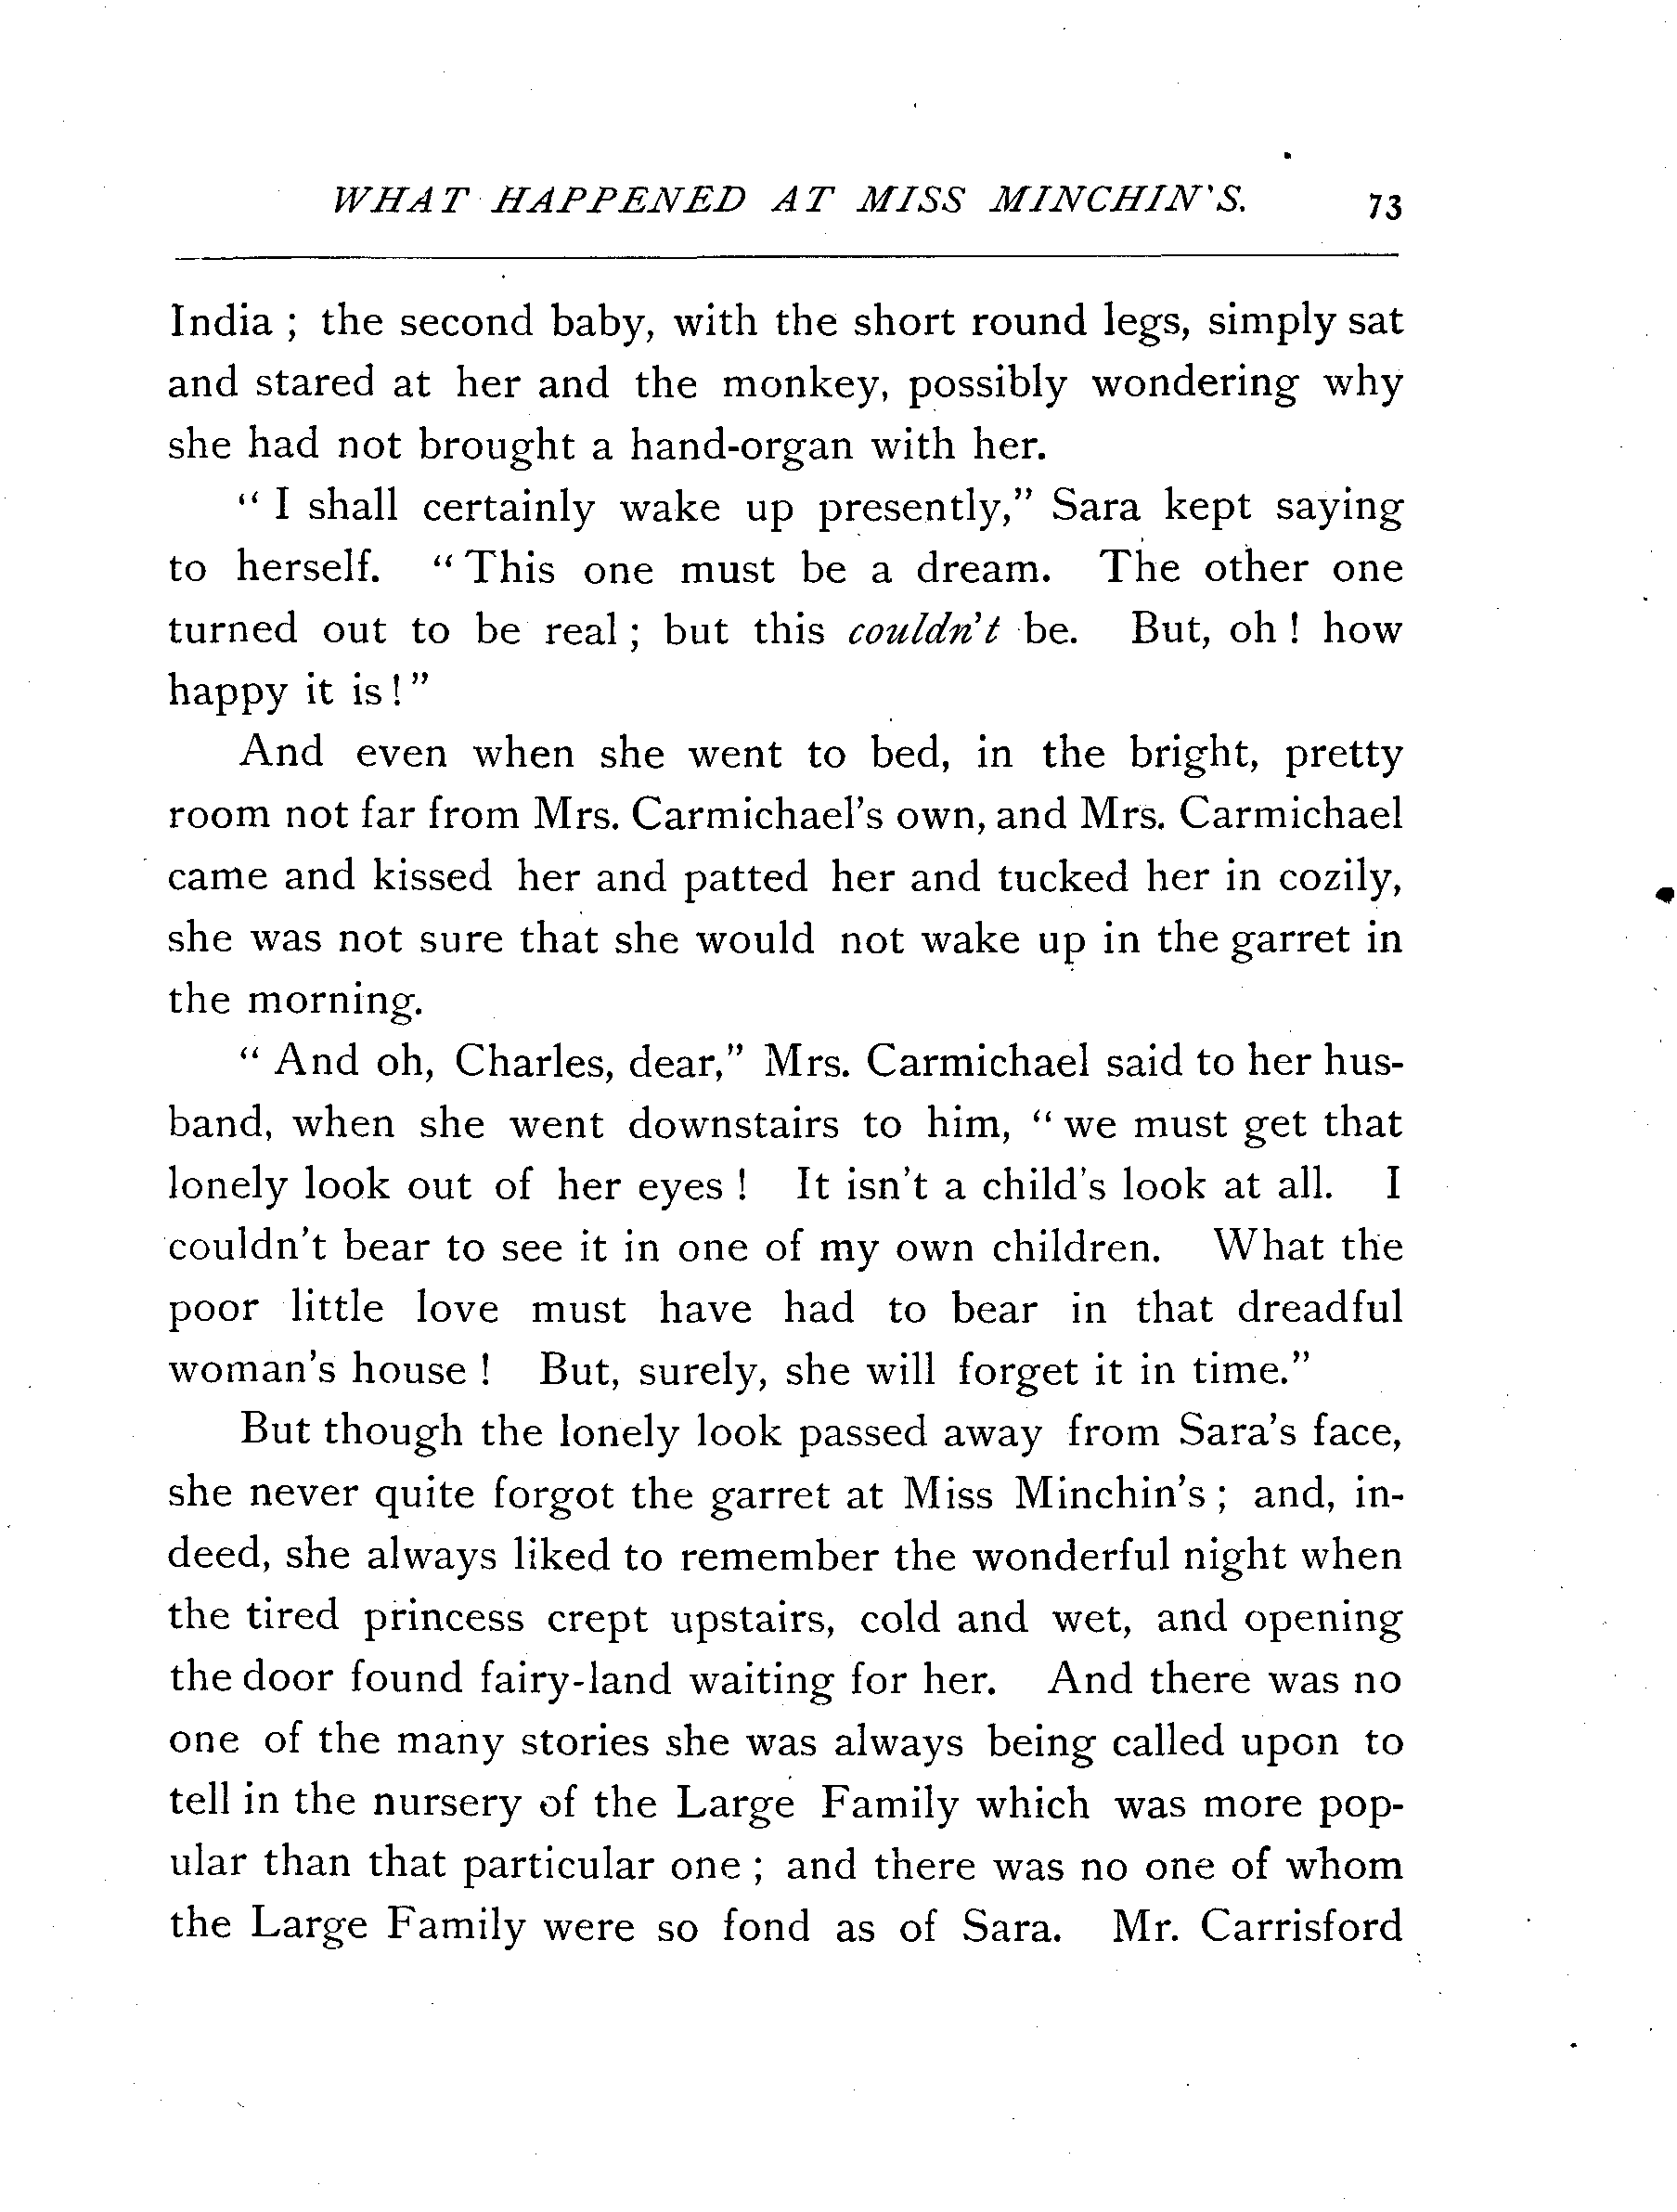 WHAT HAPPENED AT MISS MINCHIN'S. 73
India ; the second baby, with the short round legs, simply sat
and stared at her and the monkey, possibly wondering why
she had not brought a hand-organ with her.
“ I shall certainly wake up presently,” Sara kept saying
to herself. “ This one must be a dream. The other one
turned out to be real ; but this couldn't be. But, oh ! how
happy it is ! ”
And even when she went to bed, in the bright, pretty
room not far from Mrs. Carmichael's own, and Mrs. Carmichael
came and kissed her and patted her and tucked her in cozily,
she was not sure that she would not wake up in the garret in
the morning.
“ And oh, Charles, dear,” Mrs. Carmichael said to her hus-
band, when she went downstairs to him, “ we must get that
lonely look out of her eyes ! It isn't a child's look at all. I
couldn't bear to see it in one of my own children. What the
poor little love must have had to bear in that dreadful
woman's house ! But, surely, she will forget it in time.”
But though the lonely look passed away from Sara's face,
she never quite forgot the garret at Miss Minchin's ; and, in-
deed, she always liked to remember the wonderful night when
the tired princess crept upstairs, cold and wet, and opening
the door found fairy-land waiting for her. And there was no
one of the many stories she was always being called upon to
tell in the nursery of the Large Family which was more pop-
ular than that particular one ; and there was no one of whom
the Large Family were so fond as of Sara. Mr. Carrisford